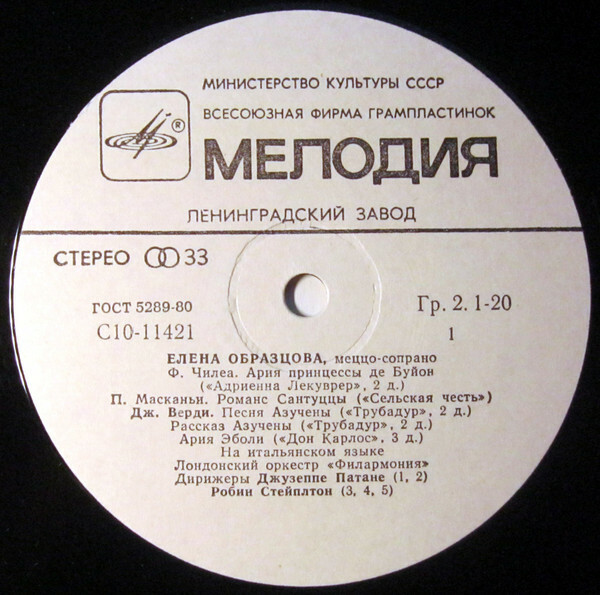 МИНИСТЕРСТВО КУЛЬТУРЫ СССР
ВСЕСОЮЗНАЯ ФИРМА ГРАМПЛАСТИНОК
®
МЕЛОДИЯ
ЛЕНИНГРАДСКИЙ ЗАВОД
СТЕРЕО 33
ГОСТ 5289-80
Гр. 2. 1-20
С10-11421
1
ЕЛЕНА ОБРАЗЦОВА, меццо-сопрано
Ф. Чилеа. Ария принцессы де Буйон
(«Адриенна Лекуврер», 2 д.)
П. Масканьи. Романс Сантуццы («Сельская честь»)
Дж. Верди. Песня Азучены («Трубадур», 2 д.)
Рассказ Азучены («Трубадур», 2 д.)
Ария Эболи («Дон Карлос», 3 д.)
На итальянском языке
Лондонский оркестр «Филармония»
Дирижеры Джузеппе Патане (1, 2)
Робин Стейплтон (3, 4, 5)